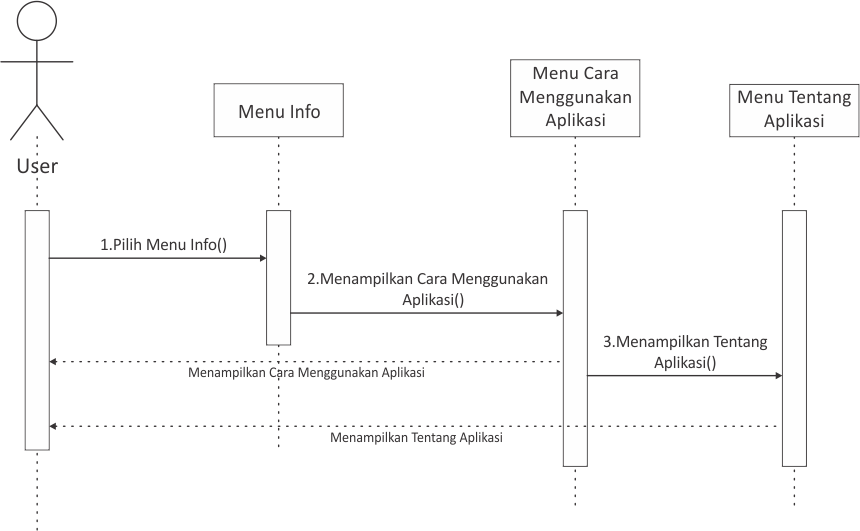 User
Menu Info
Menu Cara
Menggunakan
Aplikasi
Menu Tentang
Aplikasi
1.Pilih Menu Info()
2.Menampilkan Cara Menggunakan
Aplikasi()
3.Menampilkan Tentang
Aplikasi()
Menampilkan Cara Menggunakan Aplikasi
Menampilkan Tentang Aplikasi